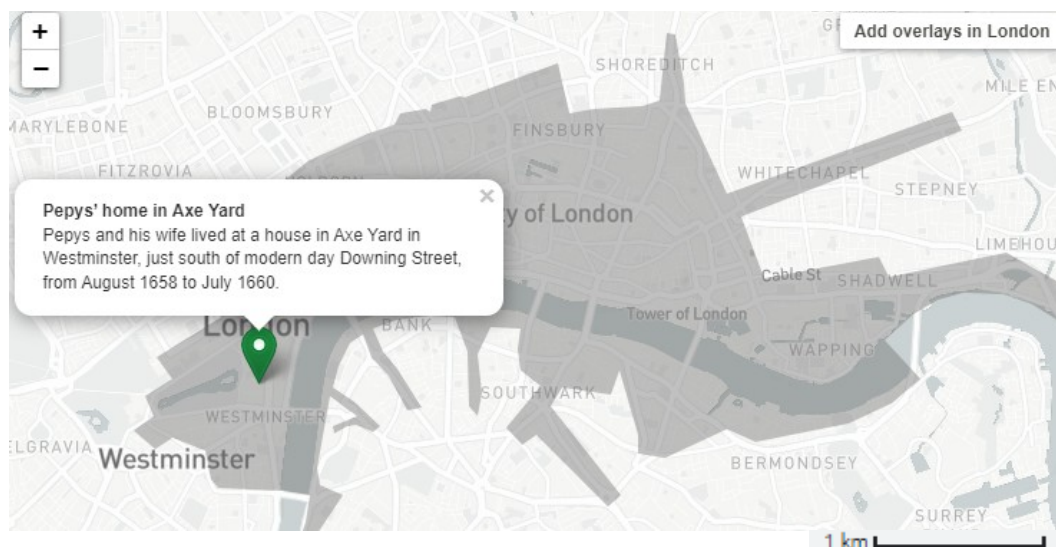 +
−
Add overlays in London
SHOREDITCH
MILE EN
BLOOMSBURY
MARYLEBONE
FINSBURY
FITZROVIA
WHITECHAPEL
STEPNEY
×
Pepys' home in Axe Yard
Pepys and his wife lived at a house in Axe Yard in
Westminster, just south of modern day Downing Street,
from August 1658 to July 1660.
y of London
LIMEHOU
Cable St
SHADWELL
Tower of London
London
BANK
WAPPING
SOUTHWARK
WESTMINSTER
ELGRAVIA
Westminster
BERMONDSEY
SURREY
1 km